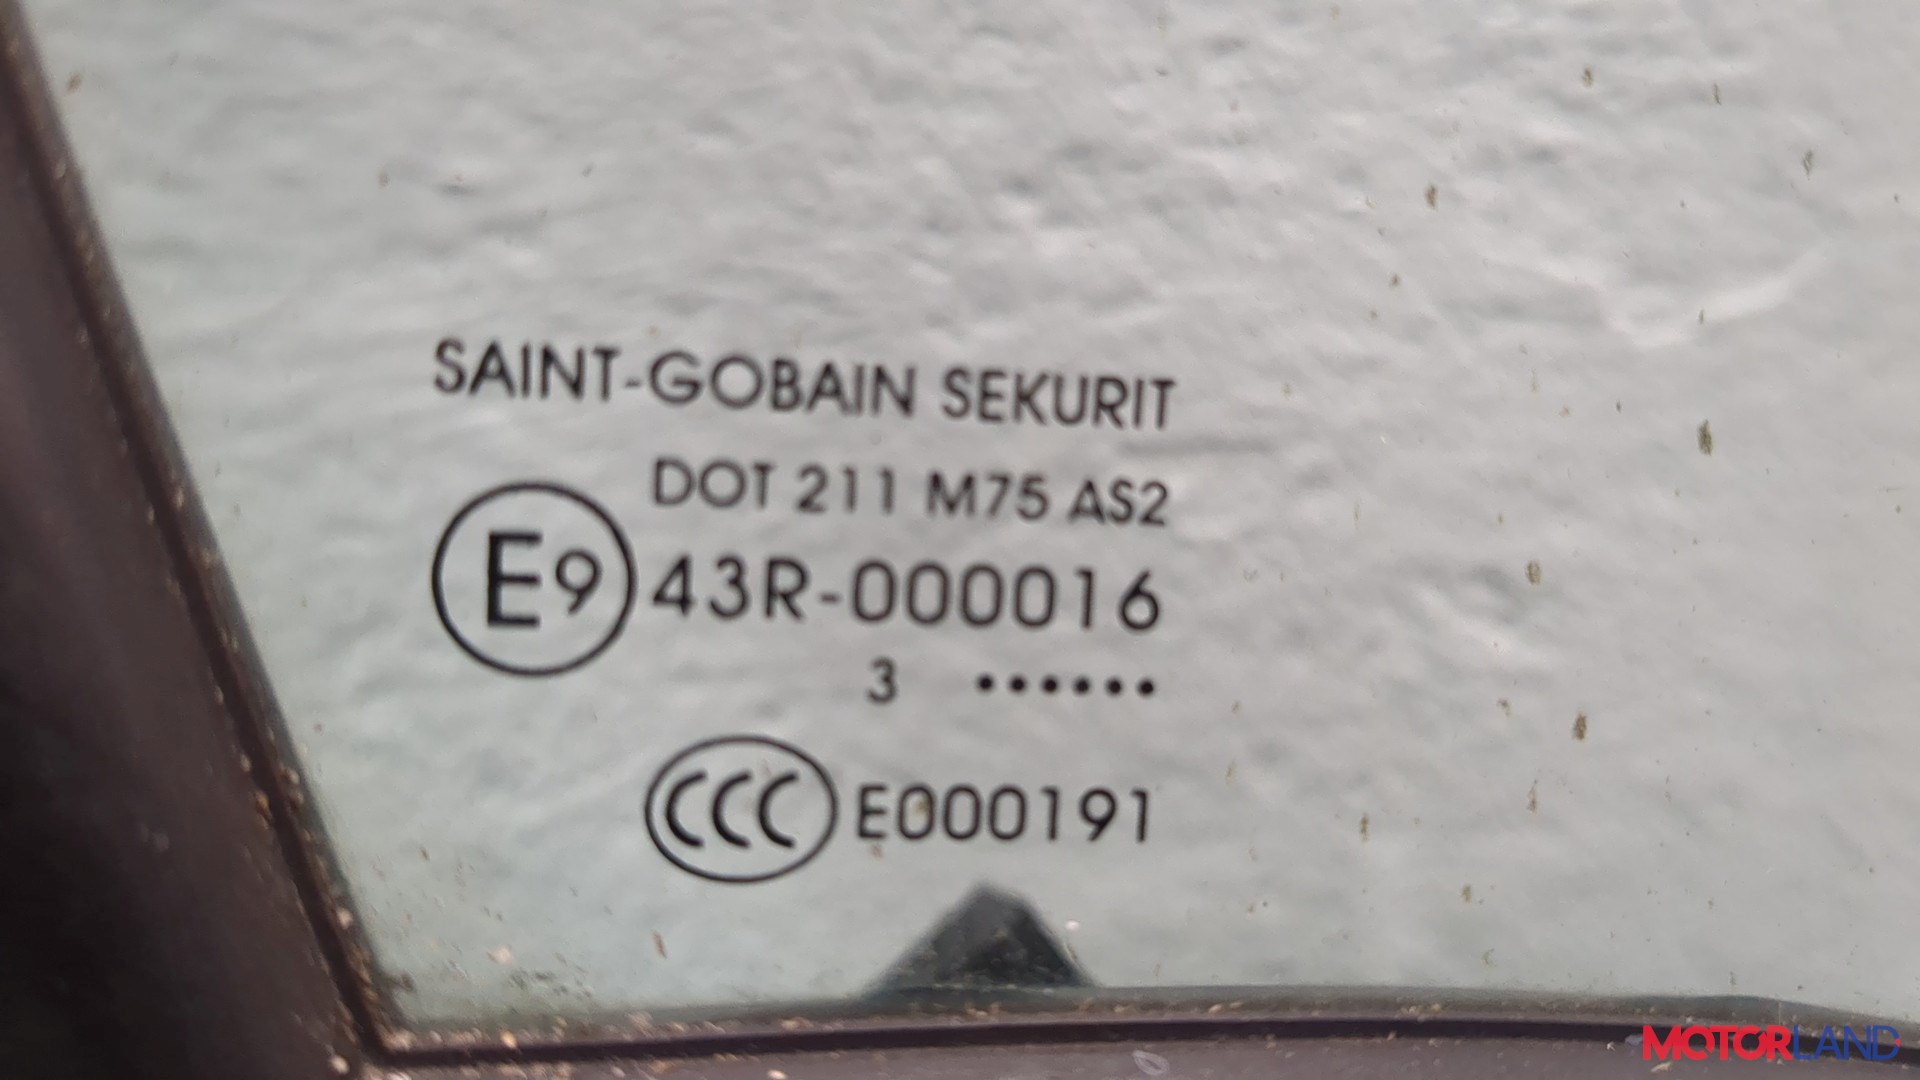 SAINT-GOBAIN SEKURIT
DOT 211 M75 AS2
E9 43R-000016
3 ••••••
CCC E000191
MOTORLAND